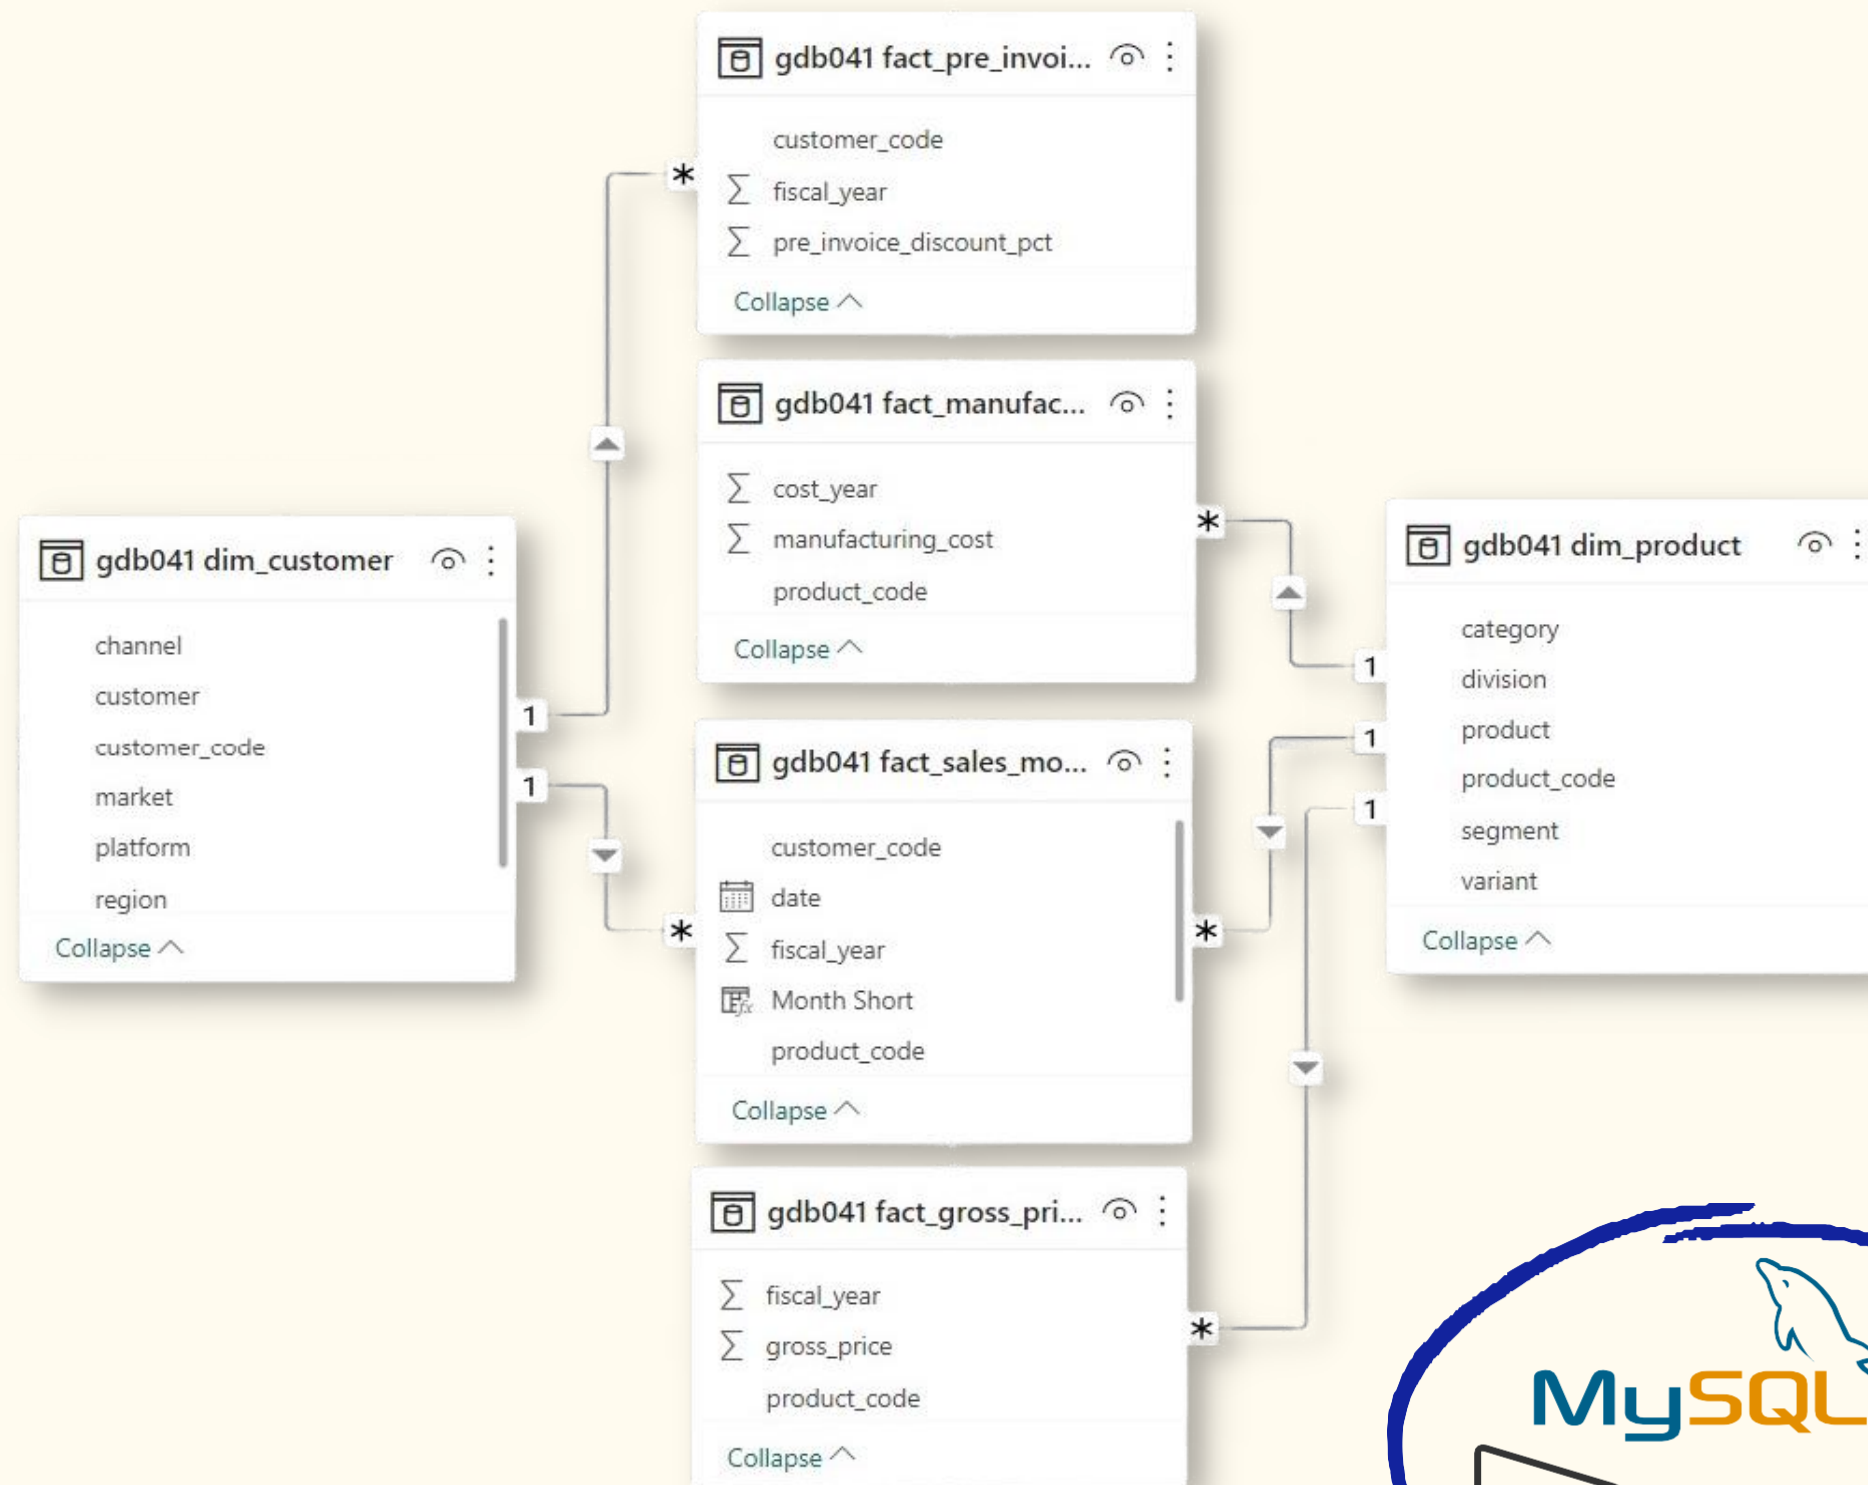 gdb041 fact_pre_invoi...
customer_code
fiscal_year
pre_invoice_discount_pct
Collapse
gdb041 fact_manufac...
cost_year
manufacturing_cost
product_code
Collapse
gdb041 dim_customer
channel
customer
customer_code
market
platform
region
Collapse
1
1
*
*
gdb041 fact_sales_mo...
customer_code
date
fiscal_year
Month Short
product_code
Collapse
gdb041 fact_gross_pri...
fiscal_year
gross_price
product_code
Collapse
*
*
*
1
1
1
gdb041 dim_product
category
division
product
product_code
segment
variant
Collapse
MySQL